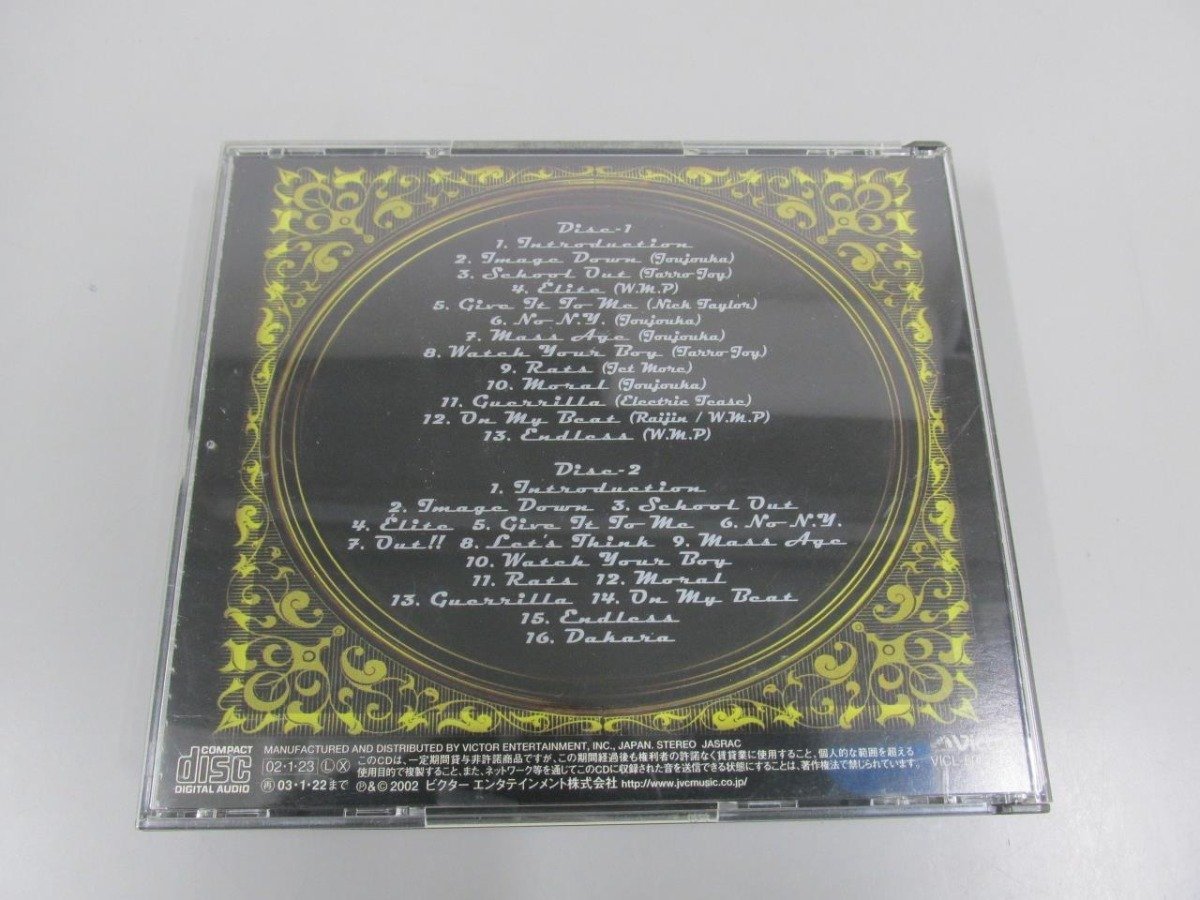 Disc-1
1. Introduction
2. Image Down (Joujouka)
3. School Out (Tarro Joy)
4. Elite (W.M.P)
5. Give It To Me (Nick Taylor)
6. No N.Y. (Joujouka)
7. Mass Age (Joujouka)
8. Watch Your Boy (Tarro Joy)
9. Rats (Jet More)
10. Moral (Joujouka)
11. Guerrilla (Electric Tease)
12. On My Beat (Raijin / W.M.P)
13. Endless (W.M.P)
Disc-2
1. Introduction
2. Image Down 3. School Out
4. Elite 5. Give It To Me 6. No N.Y.
7. Out!! 8. Let's Think 9. Mass Age
10. Watch Your Boy
11. Rats 12. Moral
13. Guerrilla 14. On My Beat
15. Endless
16. Dakara
COMPACT
disc
DIGITAL AUDIO
MANUFACTURED AND DISTRIBUTED BY VICTOR ENTERTAINMENT, INC., JAPAN. STEREO JASRAC
02・1・23 Ⓛ Ⓧ このCDは、一定期間貸与非許諾商品ですが、この期間経過後も権利者の許諾なく賃貸業に使用すること、個人的な範囲を超える
使用目的で複製すること、また、ネットワーク等を通じてこのCDに収録された音を送信できる状態にすることは、著作権法で禁じられています。
㊢03・1・22まで Ⓟ&©2002 ビクター エンタテインメント株式会社 http://www.jvcmusic.co.jp/